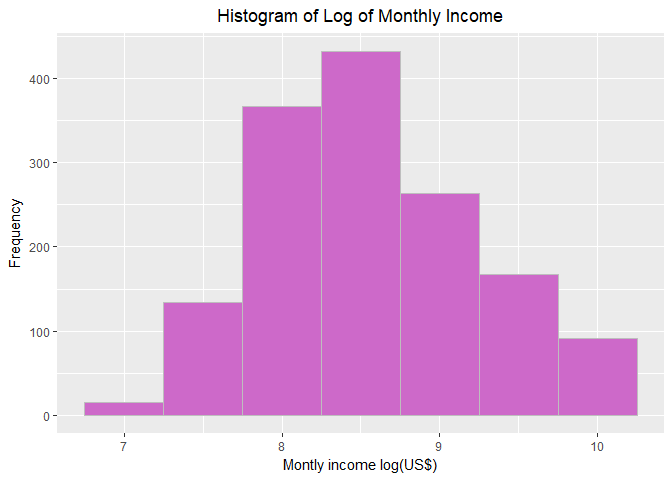 Histogram of Log of Monthly Income
400
300
200
100
0
Frequency
7 8 9 10
Montly income log(US$)